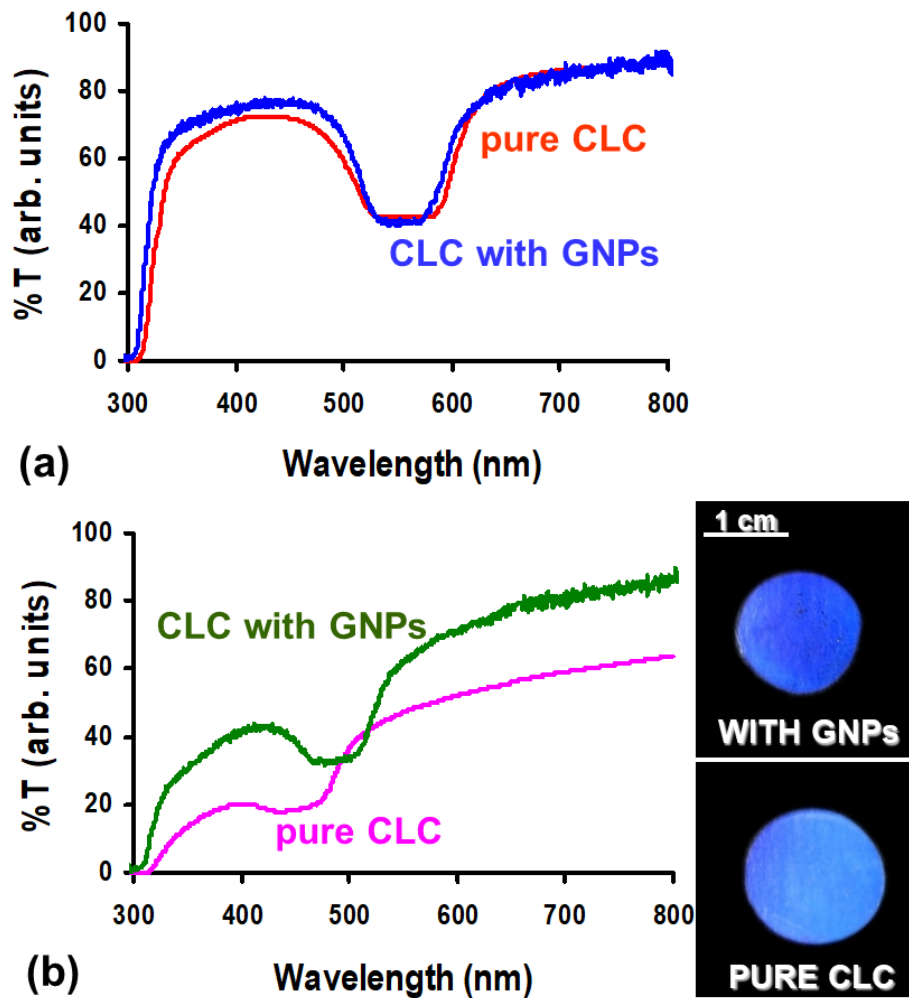 100
80
60
40
20
0
%T (arb. units)
pure CLC
CLC with GNPs
300 400 500 600 700 800
Wavelength (nm)
(a)
100
80
60
40
20
0
%T (arb. units)
CLC with GNPs
pure CLC
300 400 500 600 700 800
Wavelength (nm)
(b)
1 cm
WITH GNPs
PURE CLC